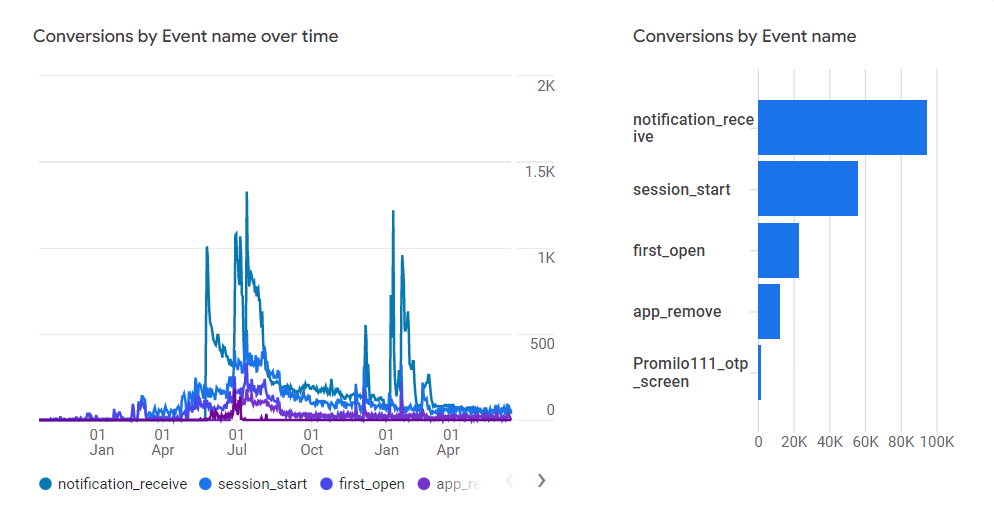 Conversions by Event name over time
2K
1.5K
1K
500
0
01 01 01 01 01 01
Jan Apr Jul Oct Jan Apr
notification_receive session_start first_open app_re
Conversions by Event name
notification_rece
ive
session_start
first_open
app_remove
Promilo111_otp
_screen
0 20K 40K 60K 80K 100K